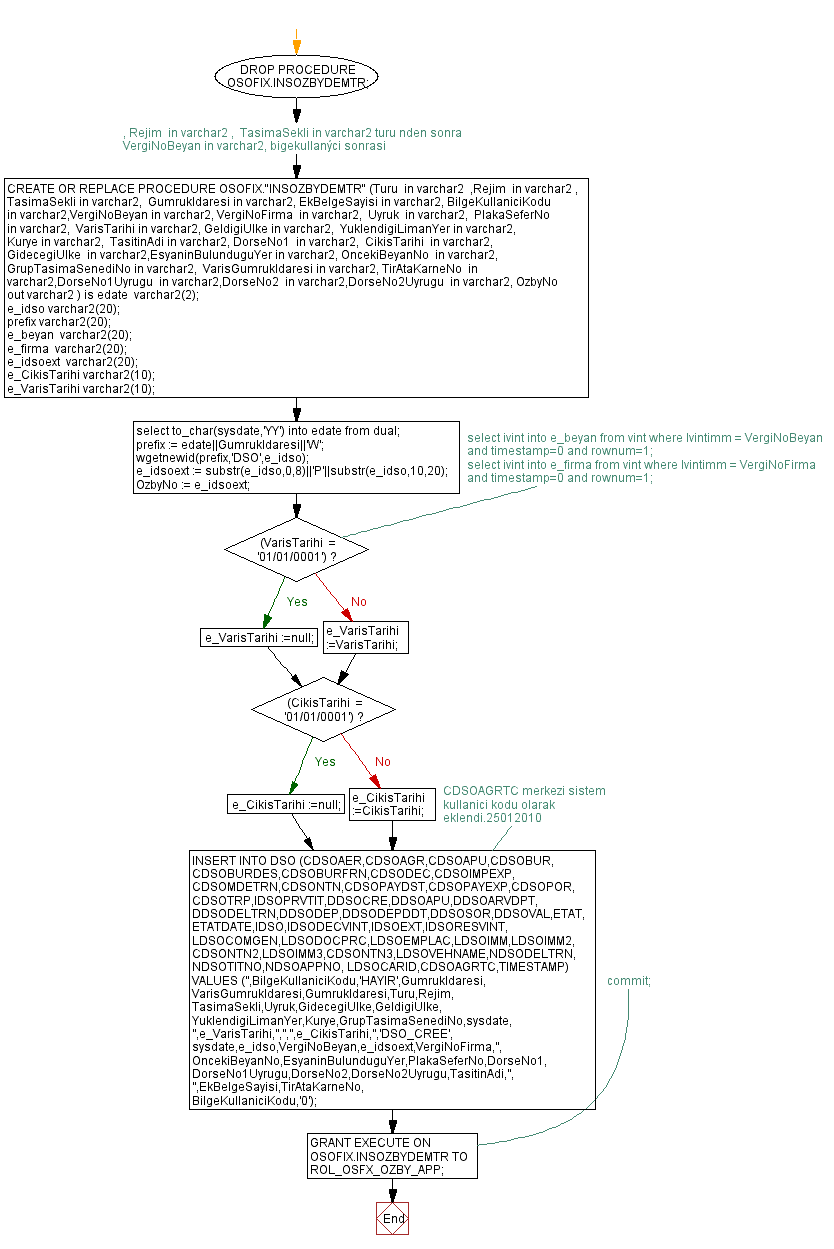 DROP PROCEDURE
OSOFIX.INSOZBYDEMTR;
, Rejim  in varchar2 ,  TasimaSekli in varchar2 turu nden sonra
VergiNoBeyan in varchar2, bigekullanýci sonrasi
CREATE OR REPLACE PROCEDURE OSOFIX."INSOZBYDEMTR" (Turu  in varchar2  ,Rejim  in varchar2 ,
TasimaSekli in varchar2,  GumrukIdaresi in varchar2, EkBelgeSayisi in varchar2, BilgeKullaniciKodu
in varchar2,VergiNoBeyan in varchar2, VergiNoFirma  in varchar2,  Uyruk  in varchar2,  PlakaSeferNo
in varchar2,  VarisTarihi in varchar2, GeldigiUlke in varchar2,  YuklendigiLimanYer in varchar2,
Kurye in varchar2,  TasitinAdi in varchar2, DorseNo1  in varchar2,  CikisTarihi  in varchar2,
GidecegiUlke  in varchar2,EsyaninBulunduguYer in varchar2, OncekiBeyanNo  in varchar2,
GrupTasimaSenediNo in varchar2,  VarisGumrukIdaresi in varchar2, TirAtaKarneNo  in
varchar2,DorseNo1Uyrugu  in varchar2,DorseNo2  in varchar2,DorseNo2Uyrugu  in varchar2, OzbyNo
out varchar2 ) is edate  varchar2(2);
e_idso varchar2(20);
prefix varchar2(20);
e_beyan  varchar2(20);
e_firma  varchar2(20);
e_idsoext  varchar2(20);
e_CikisTarihi varchar2(10);
e_VarisTarihi varchar2(10);
select to_char(sysdate,'YY') into edate from dual;
prefix := edate||GumrukIdaresi||'W';
wgetnewid(prefix,'DSO',e_idso);
e_idsoext := substr(e_idso,0,8)||'P'||substr(e_idso,10,20);
OzbyNo := e_idsoext;
select ivint into e_beyan from vint where lvintimm = VergiNoBeyan
and timestamp=0 and rownum=1;
select ivint into e_firma from vint where lvintimm = VergiNoFirma
and timestamp=0 and rownum=1;
(VarisTarihi  =
'01/01/0001') ?
Yes
No
e_VarisTarihi :=null;
e_VarisTarihi
:=VarisTarihi;
(CikisTarihi  =
'01/01/0001') ?
Yes
No
e_CikisTarihi :=null;
e_CikisTarihi
:=CikisTarihi;
CDSOAGRTC merkezi sistem
kullanici kodu olarak
eklendi.25012010
INSERT INTO DSO (CDSOAER,CDSOAGR,CDSOAPU,CDSOBUR,
CDSOBURDES,CDSOBURFRN,CDSODEC,CDSOIMPEXP,
CDSOMDETRN,CDSONTN,CDSOPAYDST,CDSOPAYEXP,CDSOPOR,
CDSOTRP,IDSOPRVTIT,DDSOCRE,DDSOAPU,DDSOARVDPT,
DDSODELTRN,DDSODEP,DDSODEPDDT,DDSOSOR,DDSOVAL,ETAT,
ETATDATE,IDSO,IDSODECVINT,IDSOEXT,IDSORESVINT,
LDSOCOMGEN,LDSODOCPRC,LDSOEMPLAC,LDSOIMM,LDSOIMM2,
CDSONTN2,LDSOIMM3,CDSONTN3,LDSOVEHNAME,NDSODELTRN,
NDSOTITNO,NDSOAPPNO, LDSOCARID,CDSOAGRTC,TIMESTAMP)
VALUES ('',BilgeKullaniciKodu,'HAYIR',GumrukIdaresi,
VarisGumrukIdaresi,GumrukIdaresi,Turu,Rejim,
TasimaSekli,Uyruk,GidecegiUlke,GeldigiUlke,
YuklendigiLimanYer,Kurye,GrupTasimaSenediNo,sysdate,
'',e_VarisTarihi,'','','',e_CikisTarihi,'','DSO_CREE',
sysdate,e_idso,VergiNoBeyan,e_idsoext,VergiNoFirma,'',
OncekiBeyanNo,EsyaninBulunduguYer,PlakaSeferNo,DorseNo1,
DorseNo1Uyrugu,DorseNo2,DorseNo2Uyrugu,TasitinAdi,'',
'',EkBelgeSayisi,TirAtaKarneNo,
BilgeKullaniciKodu,'0');
commit;
GRANT EXECUTE ON
OSOFIX.INSOZBYDEMTR TO
ROL_OSFX_OZBY_APP;
End